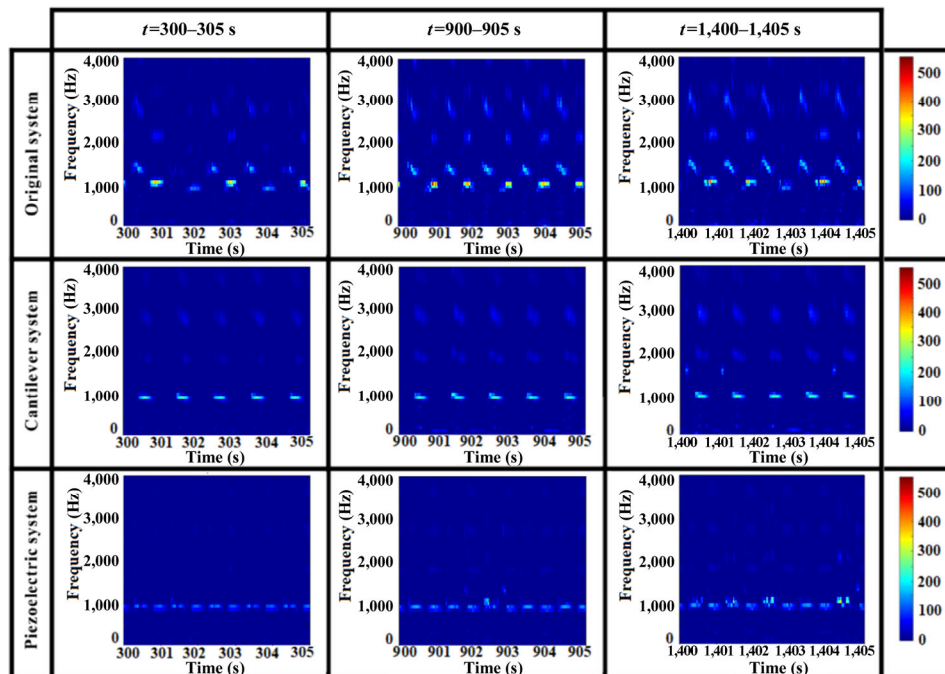 t=300–305 s
t=900–905 s
t=1,400–1,405 s
Original system
Frequency (Hz)
4,000
3,000
2,000
1,000
0
300 301 302 303 304 305
Time (s)
Frequency (Hz)
4,000
3,000
2,000
1,000
0
900 901 902 903 904 905
Time (s)
Frequency (Hz)
4,000
3,000
2,000
1,000
0
1,400 1,401 1,402 1,403 1,404 1,405
Time (s)
500
400
300
200
100
0
Cantilever system
Frequency (Hz)
4,000
3,000
2,000
1,000
0
300 301 302 303 304 305
Time (s)
Frequency (Hz)
4,000
3,000
2,000
1,000
0
900 901 902 903 904 905
Time (s)
Frequency (Hz)
4,000
3,000
2,000
1,000
0
1,400 1,401 1,402 1,403 1,404 1,405
Time (s)
500
400
300
200
100
0
Piezoelectric system
Frequency (Hz)
4,000
3,000
2,000
1,000
0
300 301 302 303 304 305
Time (s)
Frequency (Hz)
4,000
3,000
2,000
1,000
0
900 901 902 903 904 905
Time (s)
Frequency (Hz)
4,000
3,000
2,000
1,000
0
1,400 1,401 1,402 1,403 1,404 1,405
Time (s)
500
400
300
200
100
0